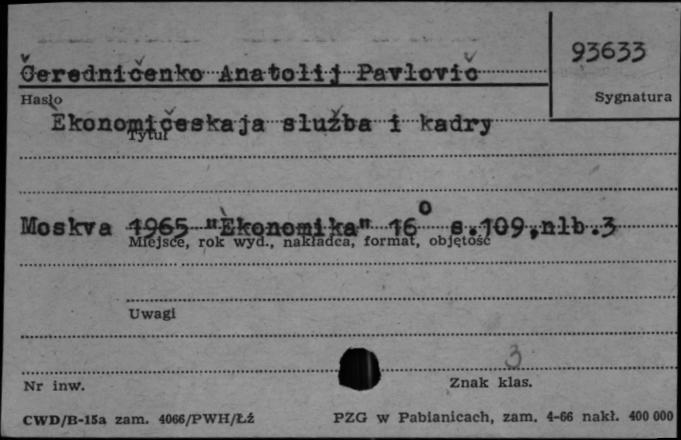 93633
Čeredničenko Anatolij Pavlovič
Hasło
Sygnatura
Èkonomičeskaja služba i kadry
Tytuł
Moskva 1965 "Èkonomika" 16° s.109,nlb.3
Miejsce, rok wyd., nakładca, format, objętość
Uwagi
3
Nr inw.
Znak klas.
CWD/B-15a zam. 4066/PWH/Łź
PZG w Pabianicach, zam. 4-66 nakł. 400 000